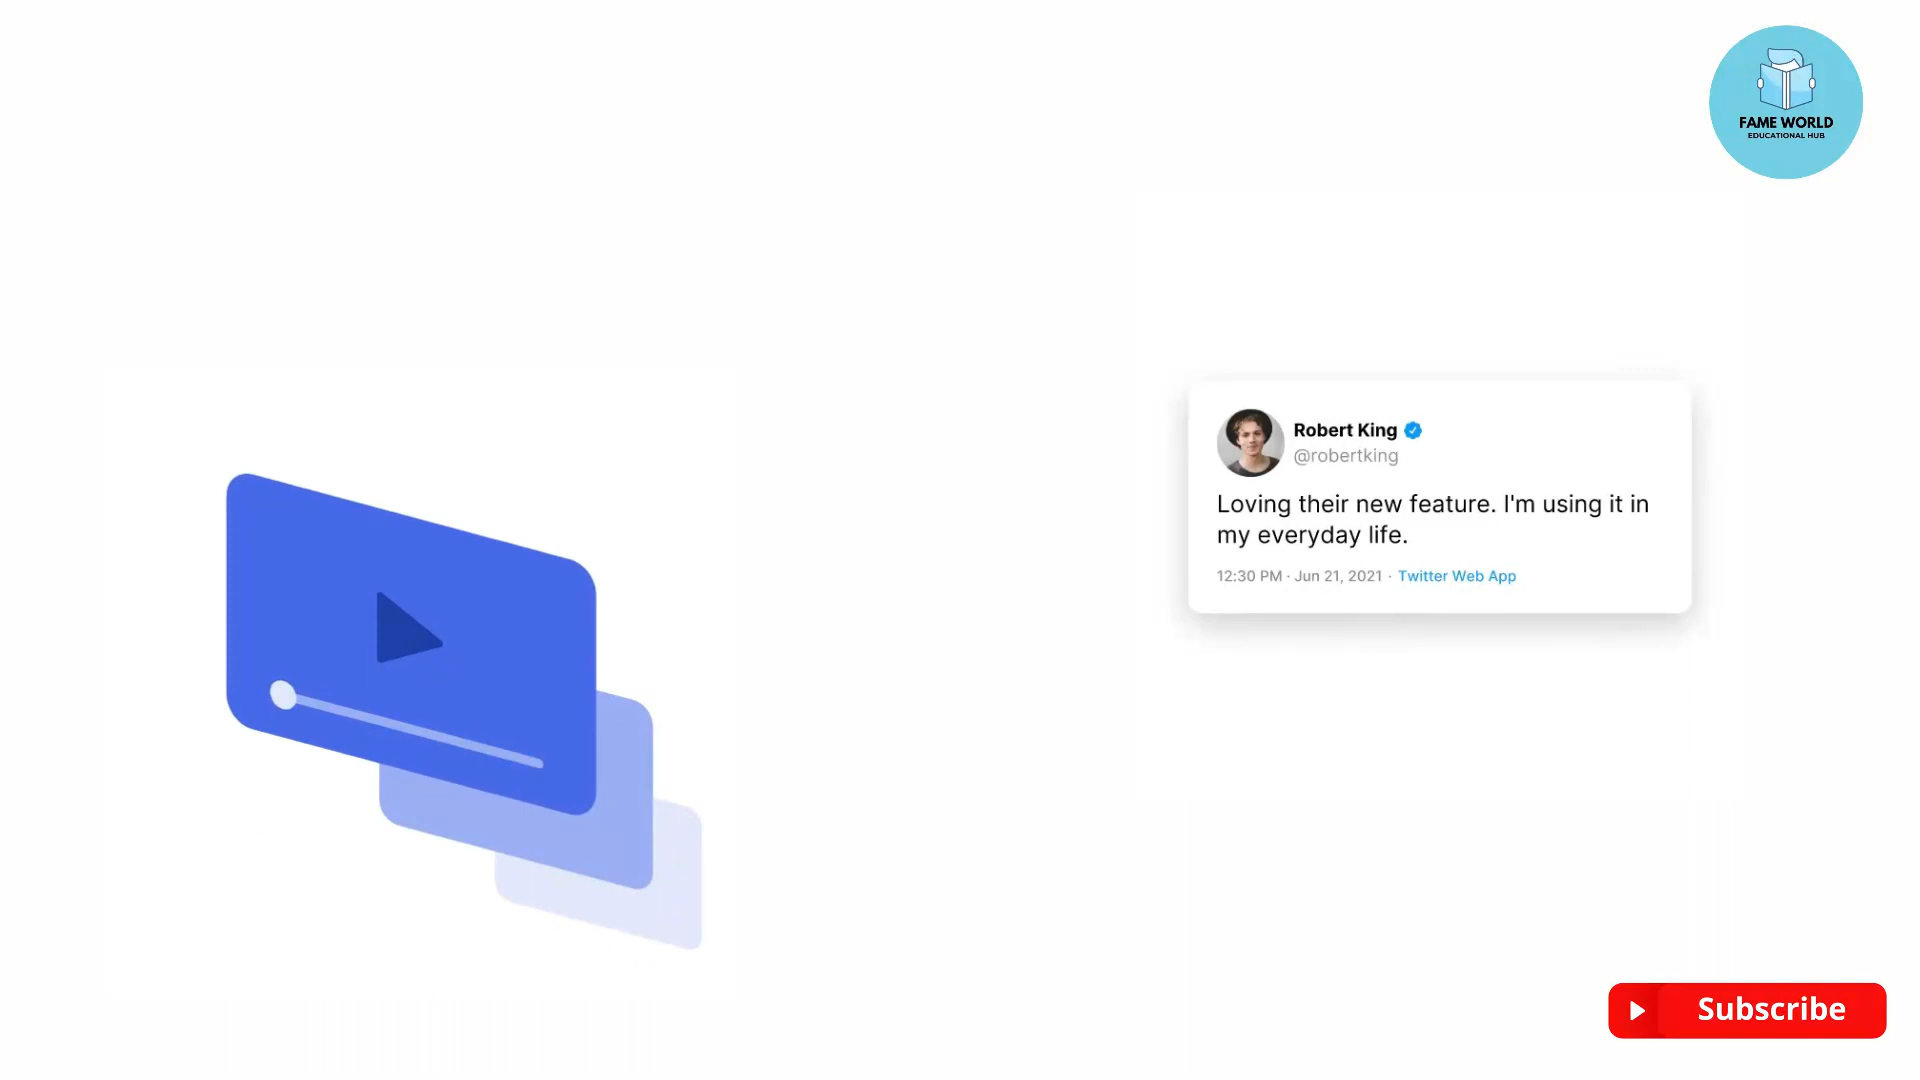 FAME WORLD
EDUCATIONAL HUB
Robert King
@robertking
Loving their new feature. I'm using it in
my everyday life.
12:30 PM · Jun 21, 2021 · Twitter Web App
Subscribe